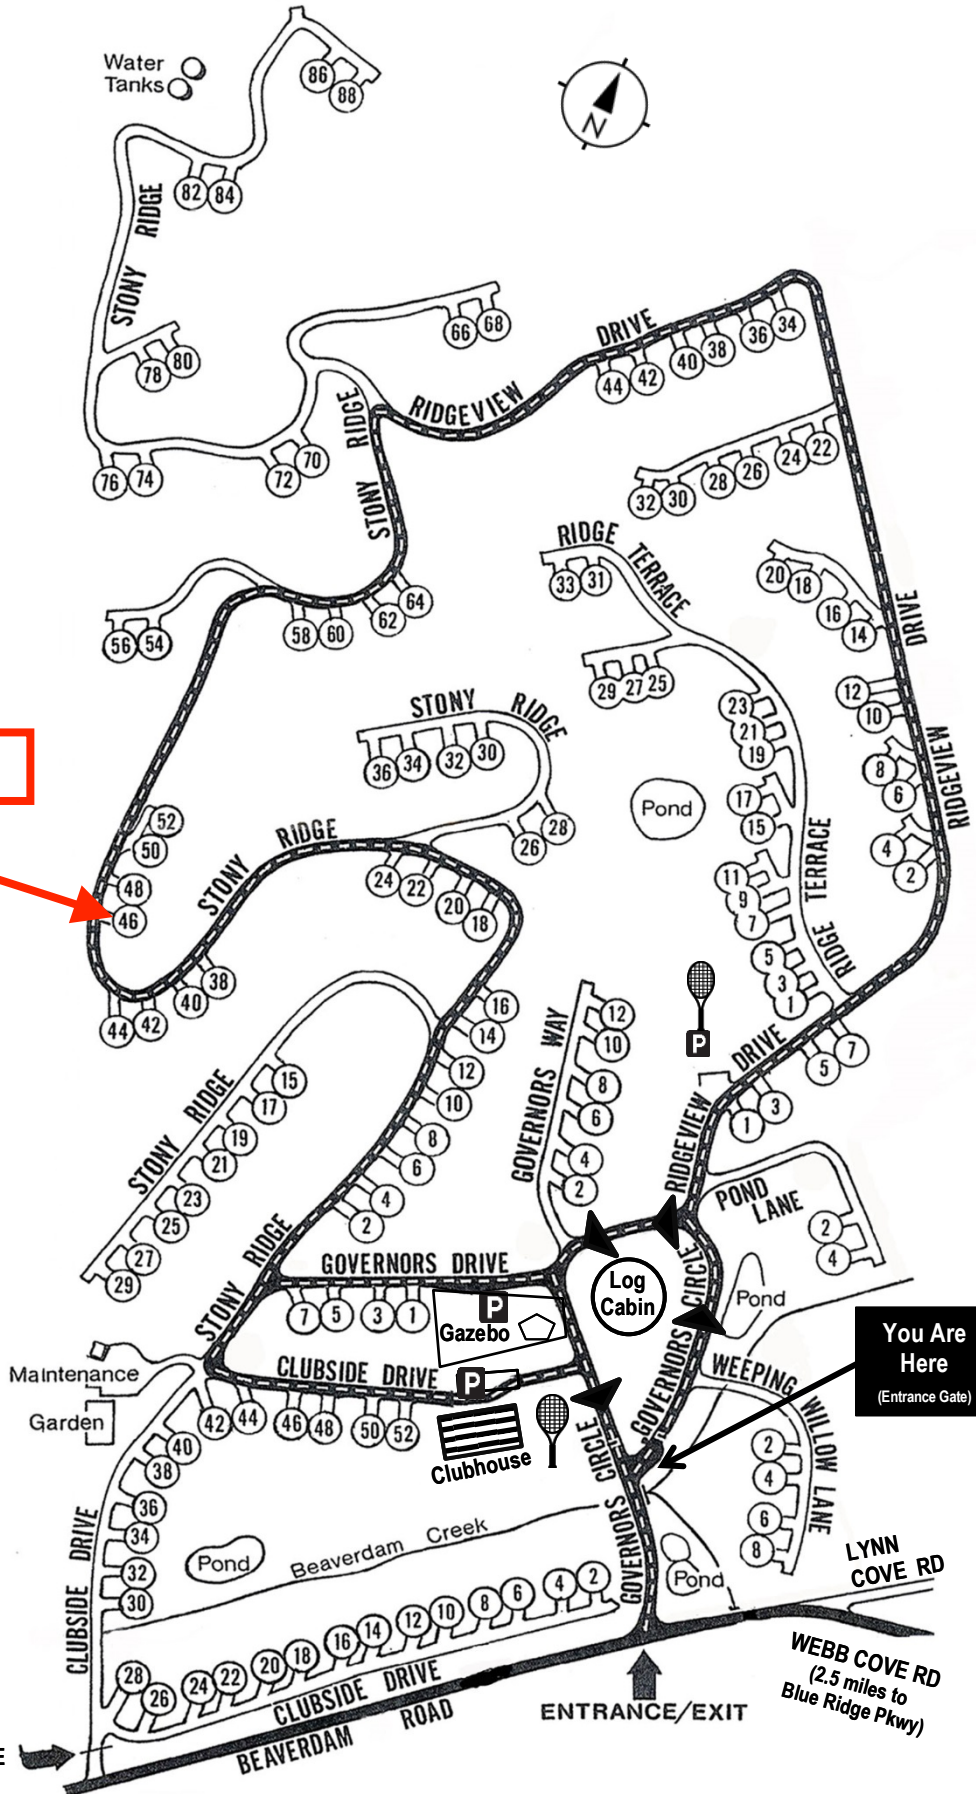 Water
Tanks
86
88
N
82
84
STONY RIDGE
66
68
DRIVE
34
36
38
40
42
44
RIDGEVIEW
78
80
STONY RIDGE
70
72
74
76
22
24
26
28
30
32
RIDGE TERRACE
33
31
20
18
16
14
DRIVE
64
62
60
58
56
54
29
27
25
12
10
23
21
19
STONY RIDGE
36
34
32
30
8
6
RIDGEVIEW
Pond
17
15
28
26
4
2
52
50
48
46
STONY RIDGE
24
22
20
18
11
9
7
RIDGE TERRACE
5
3
1
38
40
42
44
16
14
GOVERNORS WAY
12
10
8
6
4
2
P
RIDGEVIEW DRIVE
7
5
3
1
STONY RIDGE
15
17
19
21
23
25
27
29
12
10
8
6
4
2
POND
LANE
2
4
STONY RIDGE
GOVERNORS DRIVE
7
5
3
1
P
Gazebo
Log
Cabin
GOVERNORS CIRCLE
Pond
You Are
Here
(Entrance Gate)
Maintenance
Garden
CLUBSIDE DRIVE
P
42
44
46
48
50
52
Clubhouse
GOVERNORS CIRCLE
WEEPING WILLOW LANE
2
4
6
8
40
38
36
34
32
30
CLUBSIDE DRIVE
Pond
Beaverdam Creek
Pond
LYNN
COVE RD
28
26
24
22
20
18
16
14
12
10
8
6
4
2
CLUBSIDE DRIVE
BEAVERDAM ROAD
ENTRANCE/EXIT
WEBB COVE RD
(2.5 miles to
Blue Ridge Pkwy)
E